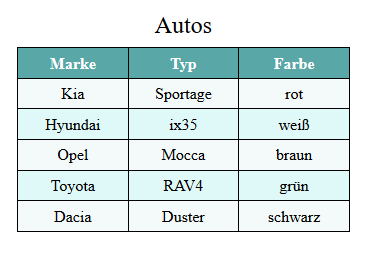 Autos
Marke Typ Farbe
Kia Sportage rot
Hyundai ix35 weiß
Opel Mocca braun
Toyota RAV4 grün
Dacia Duster schwarz